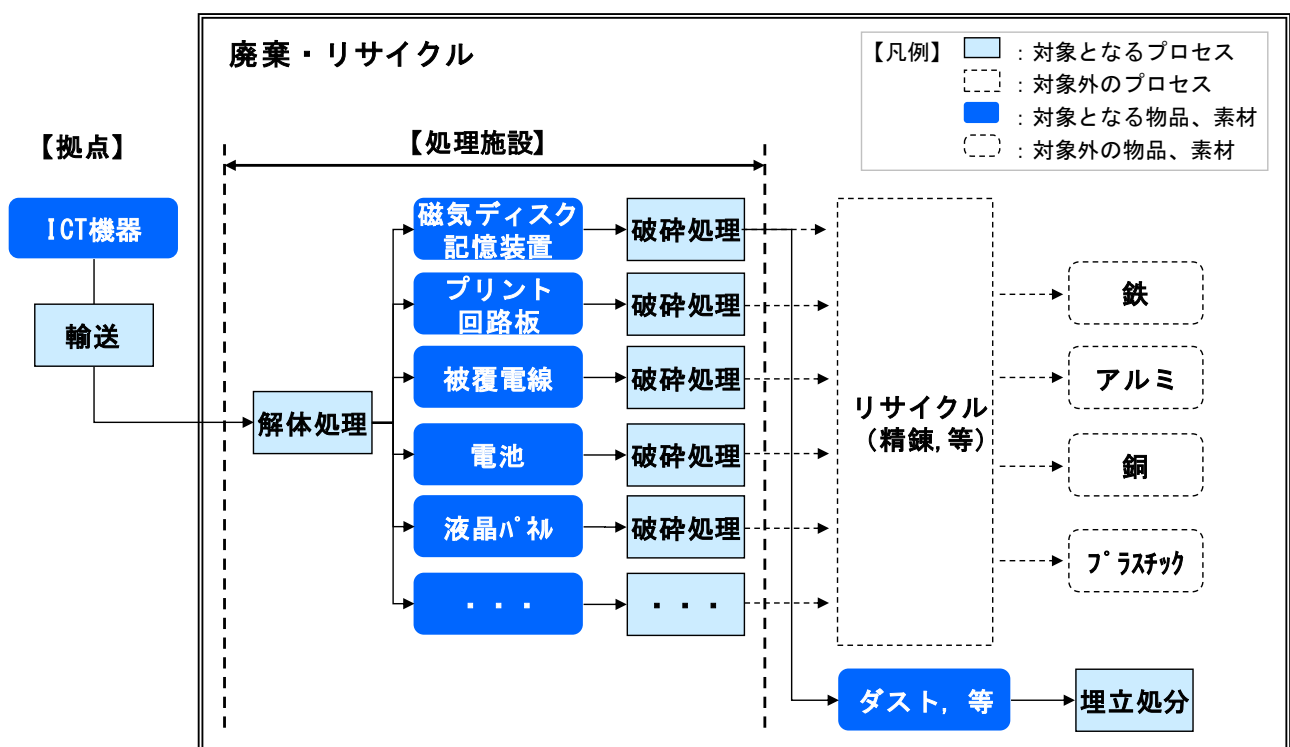 廃棄・リサイクル
【凡例】
：対象となるプロセス
：対象外のプロセス
：対象となる物品、素材
：対象外の物品、素材
【拠点】
【処理施設】
ICT機器
輸送
解体処理
磁気ディスク
記憶装置
破砕処理
プリント
回路板
破砕処理
被覆電線
破砕処理
電池
破砕処理
液晶ﾊﾟﾈﾙ
破砕処理
・・・
・・・
リサイクル
（精錬,等）
鉄
アルミ
銅
ﾌﾟﾗｽﾁｯｸ
ダスト,等
埋立処分